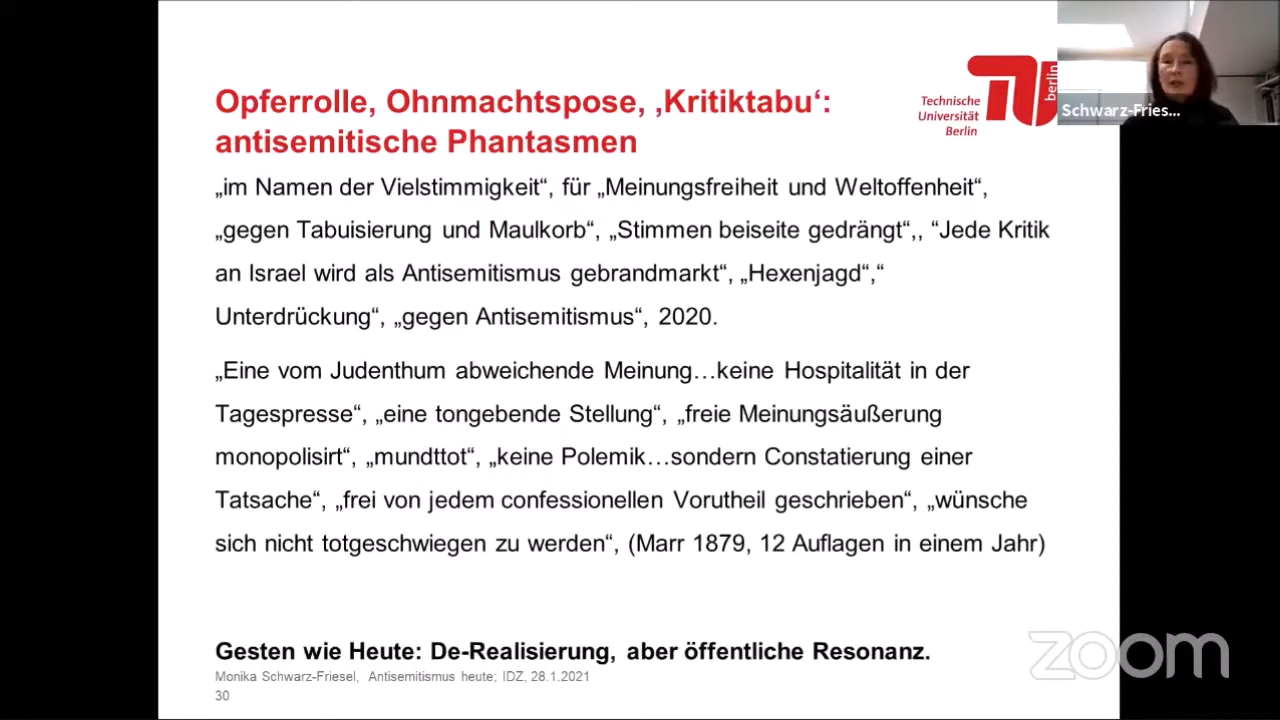 Opferrolle, Ohnmachtspose, ‚Kritiktabu‘:
antisemitische Phantasmen
„im Namen der Vielstimmigkeit“, für „Meinungsfreiheit und Weltoffenheit“,
„gegen Tabuisierung und Maulkorb“, „Stimmen beiseite gedrängt“,, “Jede Kritik
an Israel wird als Antisemitismus gebrandmarkt“, „Hexenjagd“,“
Unterdrückung“, „gegen Antisemitismus“, 2020.
„Eine vom Judenthum abweichende Meinung…keine Hospitalität in der
Tagespresse“, „eine tongebende Stellung“, „freie Meinungsäußerung
monopolisirt“, „mundttot“, „keine Polemik…sondern Constatierung einer
Tatsache“, „frei von jedem confessionellen Vorutheil geschrieben“, „wünsche
sich nicht totgeschwiegen zu werden“, (Marr 1879, 12 Auflagen in einem Jahr)
Gesten wie Heute: De-Realisierung, aber öffentliche Resonanz.
Monika Schwarz-Friesel, Antisemitismus heute; IDZ, 28.1.2021
30
Technische
Universität
Berlin
berlin
Schwarz-Fries...
zoom